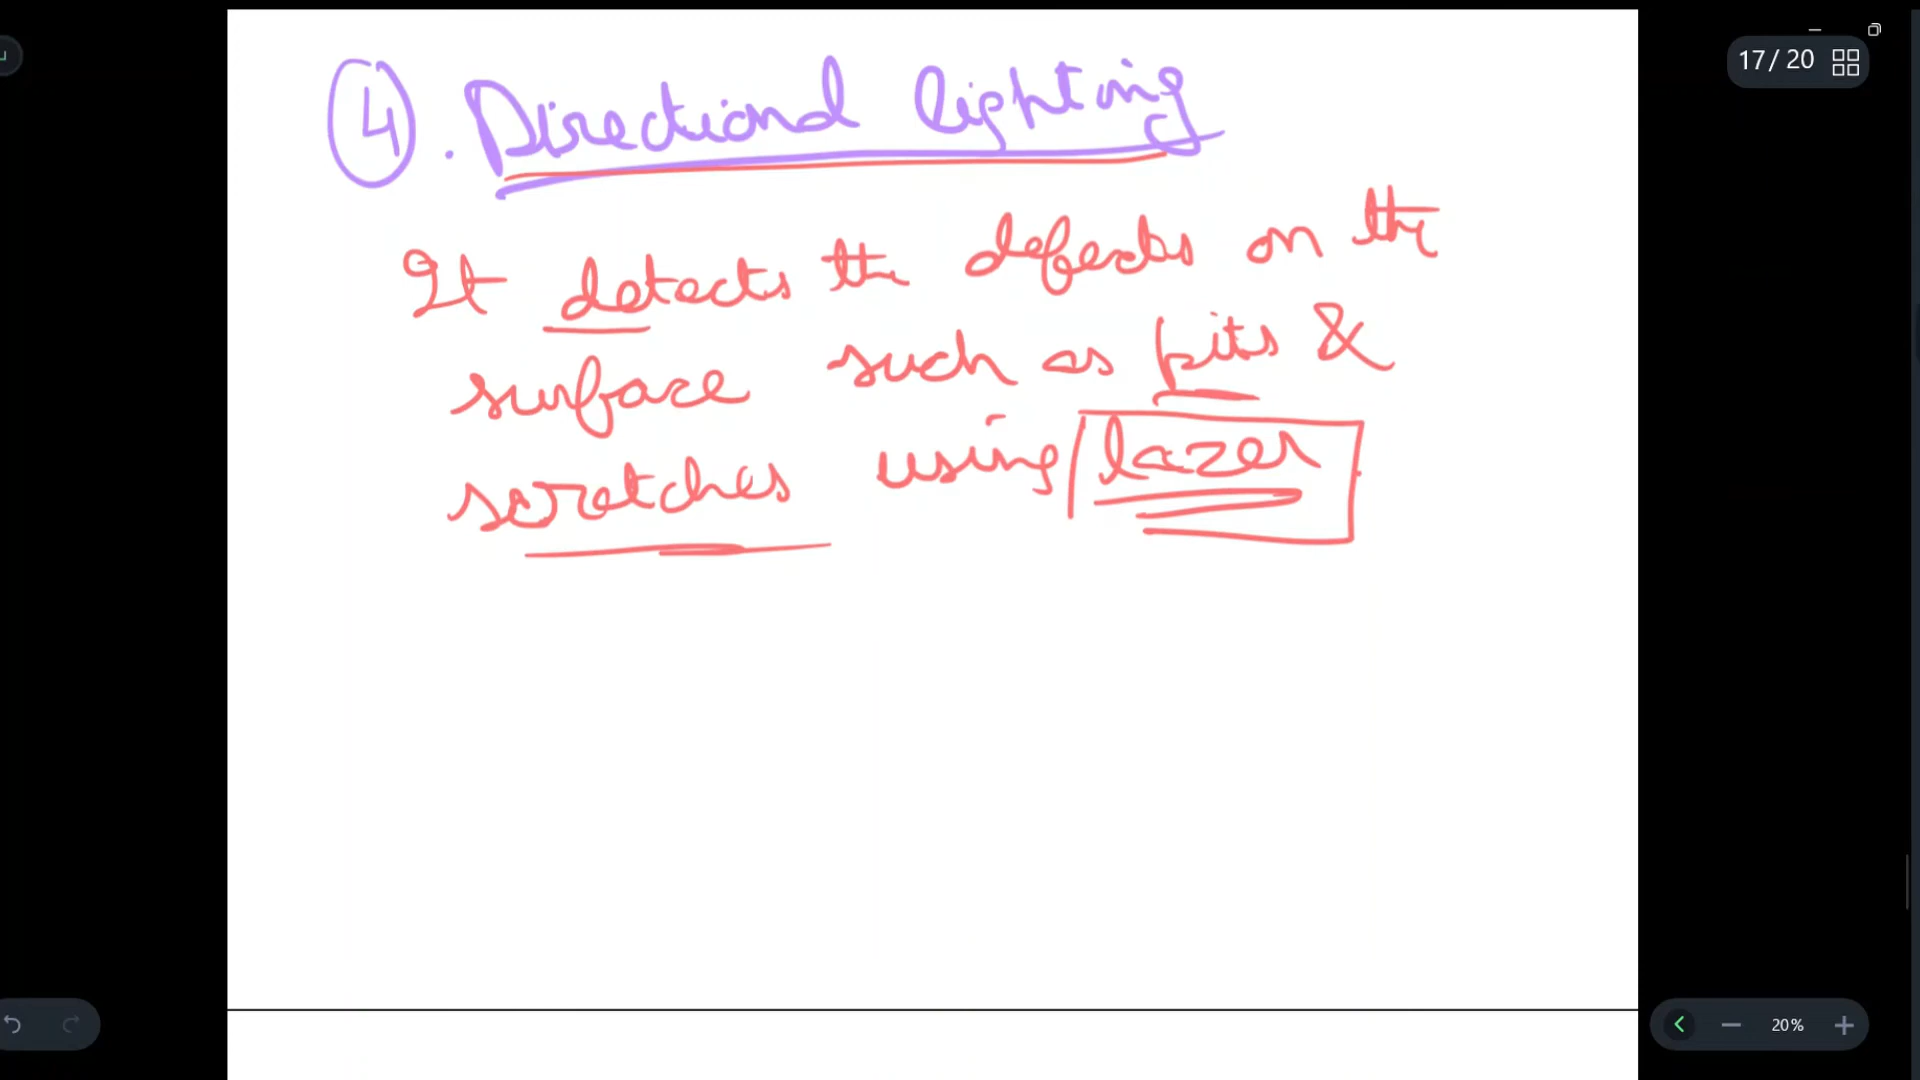 17/ 20
4. Directional lighting
It detects the defects on the
surface such as pits &
scratches using lazer
20%